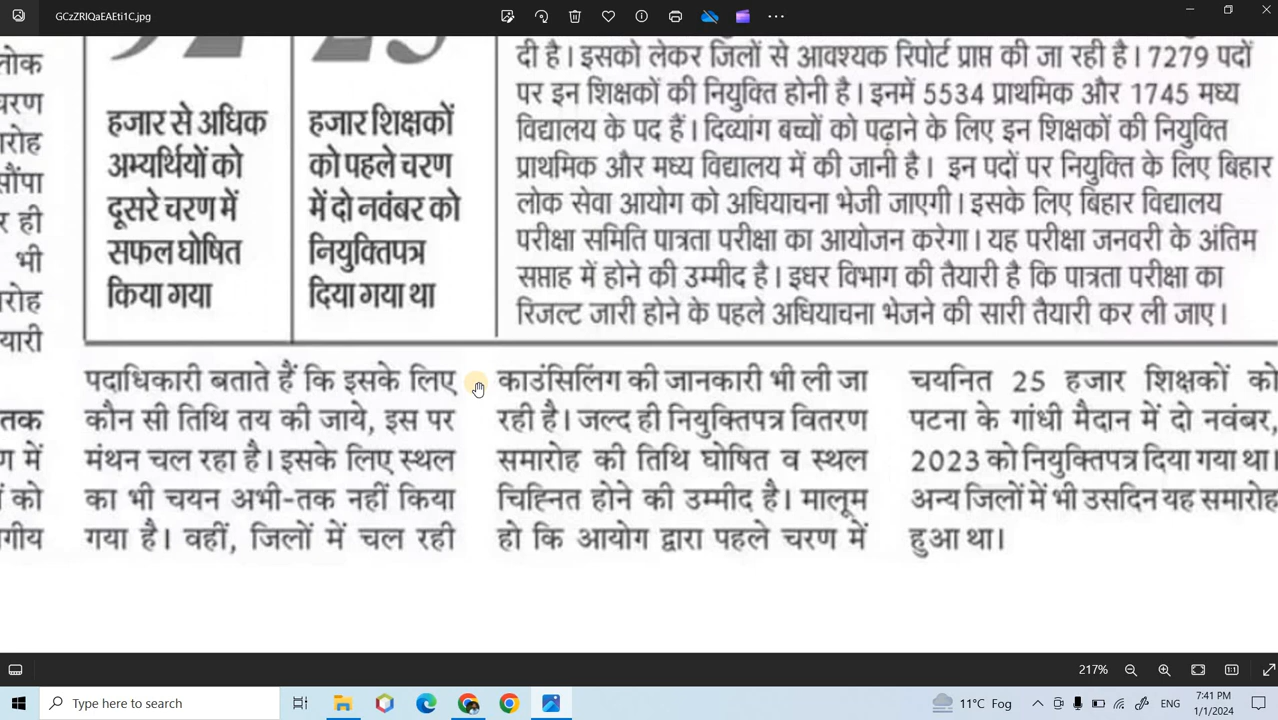 GCzZRlQaEAEti1C.jpg
लोक
चरण
रोह
सौंपा
र ही
भी
रोह
यारी
तक
ण में
ों को
गीय
हजार से अधिक
अभ्यर्थियों को
दूसरे चरण में
सफल घोषित
किया गया
हजार शिक्षकों
को पहले चरण
में दो नवंबर को
नियुक्तिपत्र
दिया गया था
दी है। इसको लेकर जिलों से आवश्यक रिपोर्ट प्राप्त की जा रही है। 7279 पदों
पर इन शिक्षकों की नियुक्ति होनी है। इनमें 5534 प्राथमिक और 1745 मध्य
विद्यालय के पद हैं। दिव्यांग बच्चों को पढ़ाने के लिए इन शिक्षकों की नियुक्ति
प्राथमिक और मध्य विद्यालय में की जानी है। इन पदों पर नियुक्ति के लिए बिहार
लोक सेवा आयोग को अधियाचना भेजी जाएगी। इसके लिए बिहार विद्यालय
परीक्षा समिति पात्रता परीक्षा का आयोजन करेगा। यह परीक्षा जनवरी के अंतिम
सप्ताह में होने की उम्मीद है। इधर विभाग की तैयारी है कि पात्रता परीक्षा का
रिजल्ट जारी होने के पहले अधियाचना भेजने की सारी तैयारी कर ली जाए।
पदाधिकारी बताते हैं कि इसके लिए
कौन सी तिथि तय की जाये, इस पर
मंथन चल रहा है। इसके लिए स्थल
का भी चयन अभी-तक नहीं किया
गया है। वहीं, जिलों में चल रही
काउंसिलिंग की जानकारी भी ली जा
रही है। जल्द ही नियुक्तिपत्र वितरण
समारोह की तिथि घोषित व स्थल
चिह्नित होने की उम्मीद है। मालूम
हो कि आयोग द्वारा पहले चरण में
चयनित 25 हजार शिक्षकों को
पटना के गांधी मैदान में दो नवंबर,
2023 को नियुक्तिपत्र दिया गया था।
अन्य जिलों में भी उसदिन यह समारोह
हुआ था।
217%
Type here to search
11°C Fog
ENG
7:41 PM
1/1/2024